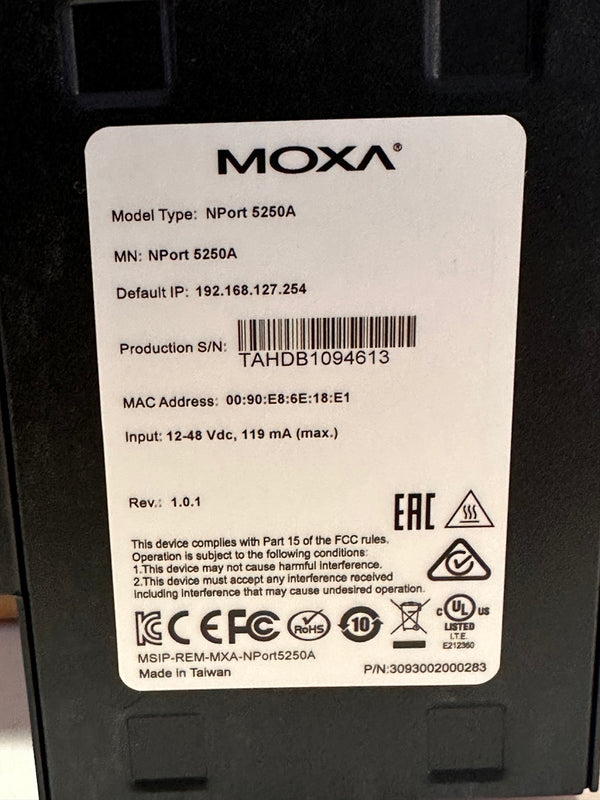 MOXA®
Model Type: NPort 5250A
MN: NPort 5250A
Default IP: 192.168.127.254
Production S/N:
TAHDB1094613
MAC Address: 00:90:E8:6E:18:E1
Input: 12-48 Vdc, 119 mA (max.)
Rev.: 1.0.1
EAC
This device complies with Part 15 of the FCC rules.
Operation is subject to the following conditions:
1.This device may not cause harmful interference.
2.This device must accept any interference received
including interference that may cause undesired operation.
KC CE FC RoHS 10 C UL US
LISTED
I.T.E.
E212360
MSIP-REM-MXA-NPort5250A
Made in Taiwan
P/N:3093002000283